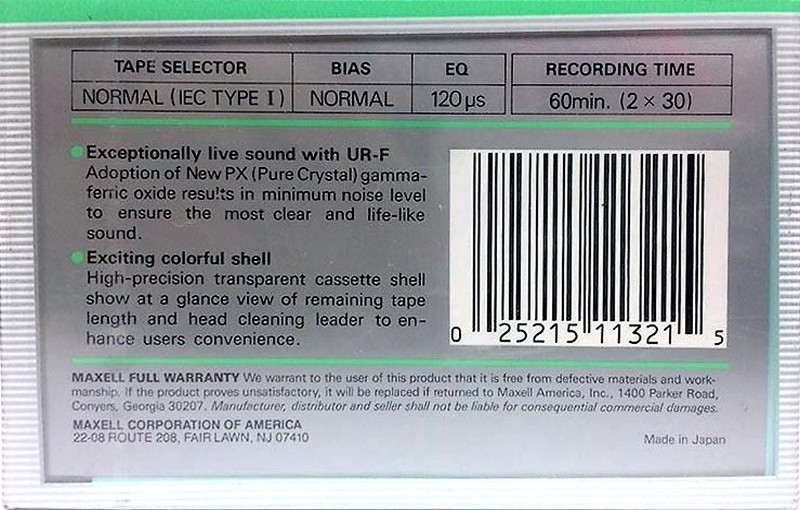 TAPE SELECTOR BIAS EQ RECORDING TIME
NORMAL (IEC TYPE I) NORMAL 120µs 60min. (2 × 30)
Exceptionally live sound with UR-F
Adoption of New PX (Pure Crystal) gamma-
ferric oxide results in minimum noise level
to ensure the most clear and life-like
sound.
Exciting colorful shell
High-precision transparent cassette shell
show at a glance view of remaining tape
length and head cleaning leader to en-
hance users convenience.
0 25215 11321 5
MAXELL FULL WARRANTY We warrant to the user of this product that it is free from defective materials and work-
manship. If the product proves unsatisfactory, it will be replaced if returned to Maxell America, Inc., 1400 Parker Road,
Conyers, Georgia 30207. Manufacturer, distributor and seller shall not be liable for consequential commercial damages.
MAXELL CORPORATION OF AMERICA
22-08 ROUTE 208, FAIR LAWN, NJ 07410
Made in Japan